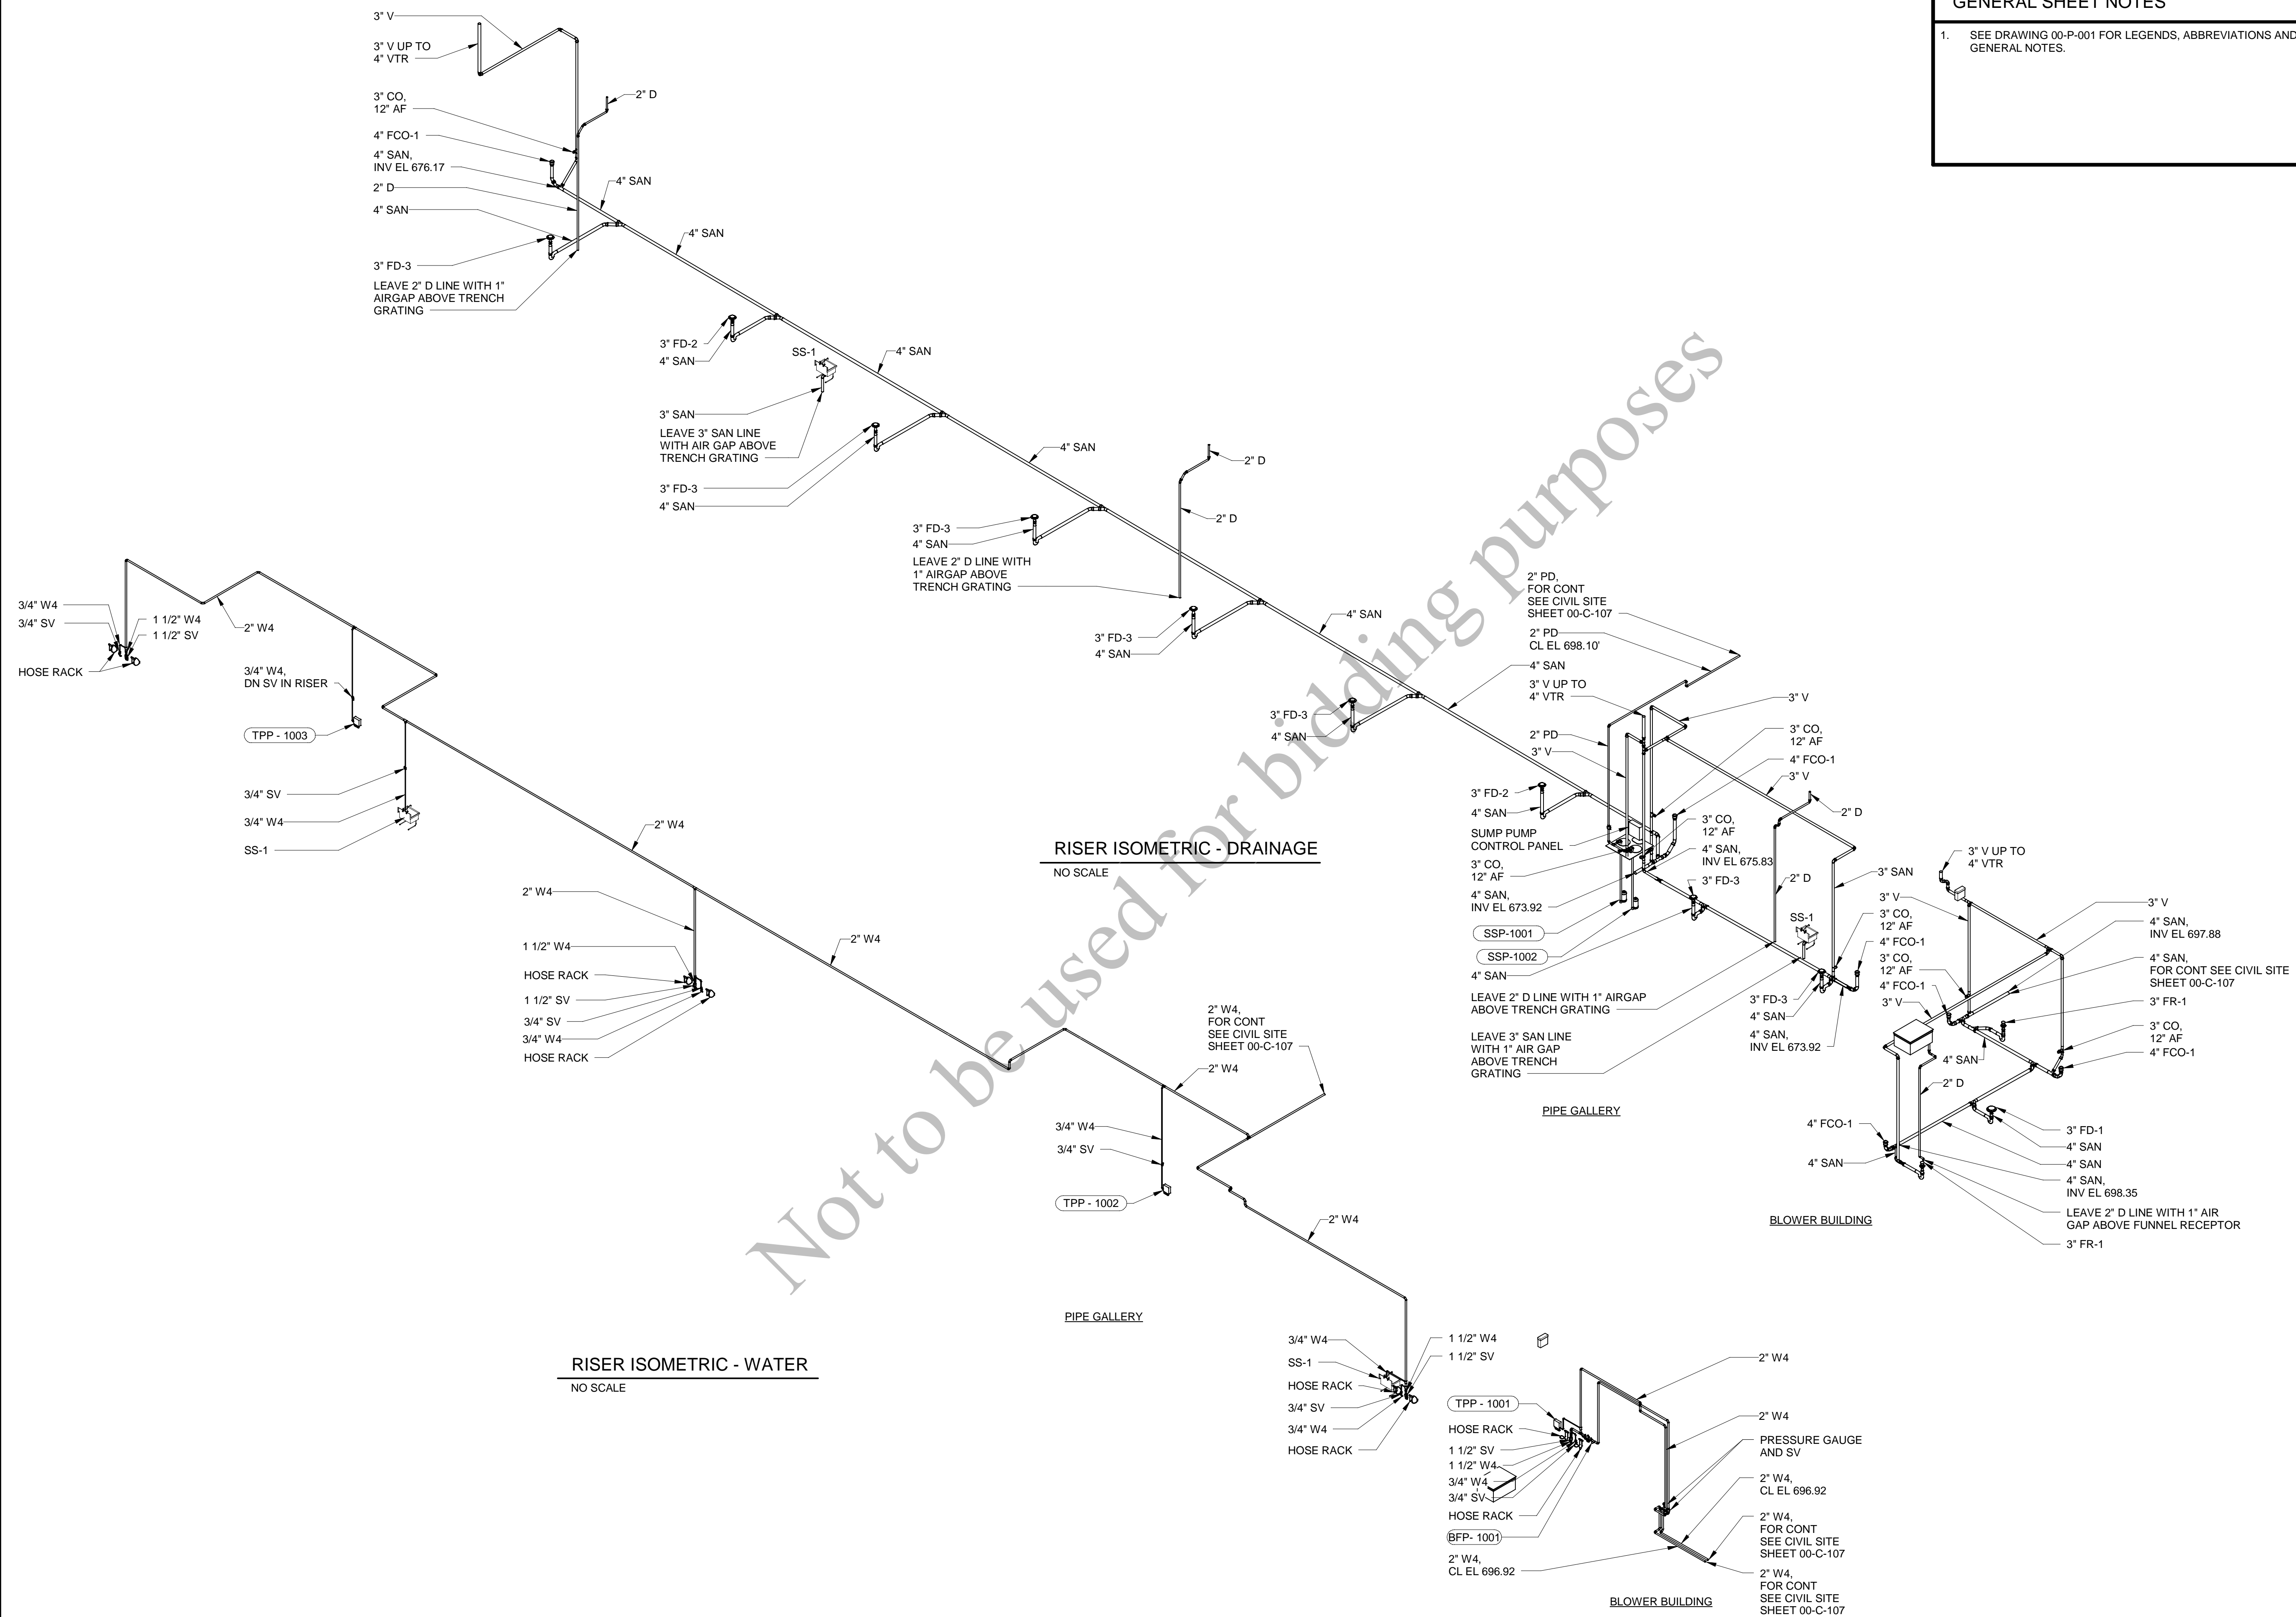 GENERAL SHEET NOTES
1. SEE DRAWING 00-P-001 FOR LEGENDS, ABBREVIATIONS AND
GENERAL NOTES.
3" V
3" V UP TO
4" VTR
3" CO,
12" AF
2" D
4" FCO-1
4" SAN,
INV EL 676.17
2" D
4" SAN
4" SAN
3" FD-3
LEAVE 2" D LINE WITH 1"
AIRGAP ABOVE TRENCH
GRATING
4" SAN
3" FD-2
4" SAN
SS-1
4" SAN
3" SAN
LEAVE 3" SAN LINE
WITH AIR GAP ABOVE
TRENCH GRATING
3" FD-3
4" SAN
4" SAN
3" FD-3
4" SAN
LEAVE 2" D LINE WITH
1" AIRGAP ABOVE
TRENCH GRATING
2" D
2" D
3" FD-3
4" SAN
4" SAN
3" FD-3
4" SAN
2" PD,
FOR CONT
SEE CIVIL SITE
SHEET 00-C-107
2" PD
CL EL 698.10'
4" SAN
3" V UP TO
4" VTR
2" PD
3" V
3" V
3" CO,
12" AF
4" FCO-1
3" V
2" D
3" FD-2
4" SAN
SUMP PUMP
CONTROL PANEL
3" CO,
12" AF
4" SAN,
INV EL 673.92
SSP-1001
SSP-1002
4" SAN
3" CO,
12" AF
4" SAN,
INV EL 675.83
3" FD-3
2" D
SS-1
LEAVE 2" D LINE WITH 1" AIRGAP
ABOVE TRENCH GRATING
LEAVE 3" SAN LINE
WITH 1" AIR GAP
ABOVE TRENCH
GRATING
3" SAN
3" CO,
12" AF
4" FCO-1
3" FD-3
4" SAN
4" SAN,
INV EL 673.92
PIPE GALLERY
3" V UP TO
4" VTR
3" V
3" CO,
12" AF
4" FCO-1
3" V
3" V
4" SAN,
INV EL 697.88
4" SAN,
FOR CONT SEE CIVIL SITE
SHEET 00-C-107
3" FR-1
3" CO,
12" AF
4" FCO-1
4" SAN
2" D
4" FCO-1
4" SAN
3" FD-1
4" SAN
4" SAN
4" SAN,
INV EL 698.35
LEAVE 2" D LINE WITH 1" AIR
GAP ABOVE FUNNEL RECEPTOR
3" FR-1
BLOWER BUILDING
RISER ISOMETRIC - DRAINAGE
NO SCALE
3/4" W4
3/4" SV
1 1/2" W4
1 1/2" SV
HOSE RACK
2" W4
3/4" W4,
DN SV IN RISER
TPP - 1003
3/4" SV
3/4" W4
SS-1
2" W4
2" W4
1 1/2" W4
HOSE RACK
1 1/2" SV
3/4" SV
3/4" W4
HOSE RACK
2" W4
2" W4,
FOR CONT
SEE CIVIL SITE
SHEET 00-C-107
2" W4
3/4" W4
3/4" SV
TPP - 1002
2" W4
PIPE GALLERY
3/4" W4
SS-1
HOSE RACK
3/4" SV
3/4" W4
HOSE RACK
1 1/2" W4
1 1/2" SV
TPP - 1001
HOSE RACK
1 1/2" SV
1 1/2" W4
3/4" W4
3/4" SV
HOSE RACK
BFP- 1001
2" W4,
CL EL 696.92
2" W4
2" W4
PRESSURE GAUGE
AND SV
2" W4,
CL EL 696.92
2" W4,
FOR CONT
SEE CIVIL SITE
SHEET 00-C-107
2" W4,
FOR CONT
SEE CIVIL SITE
SHEET 00-C-107
BLOWER BUILDING
RISER ISOMETRIC - WATER
NO SCALE
Not to be used for bidding purposes